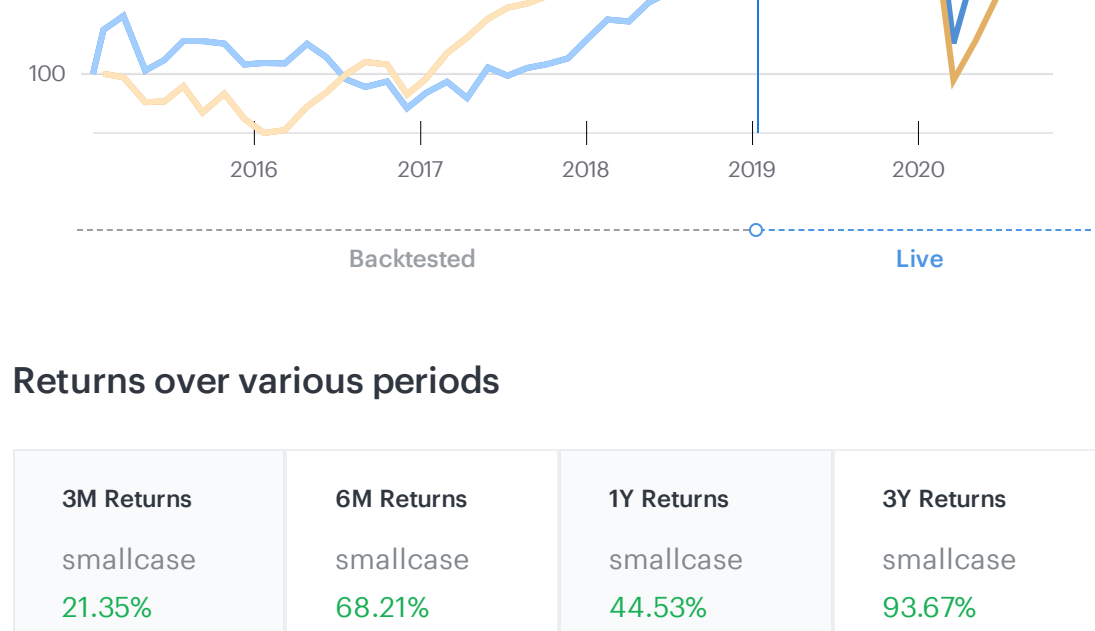 100
2016 2017 2018 2019 2020
Backtested Live
Returns over various periods
3M Returns 6M Returns 1Y Returns 3Y Returns
smallcase smallcase smallcase smallcase
21.35% 68.21% 44.53% 93.67%